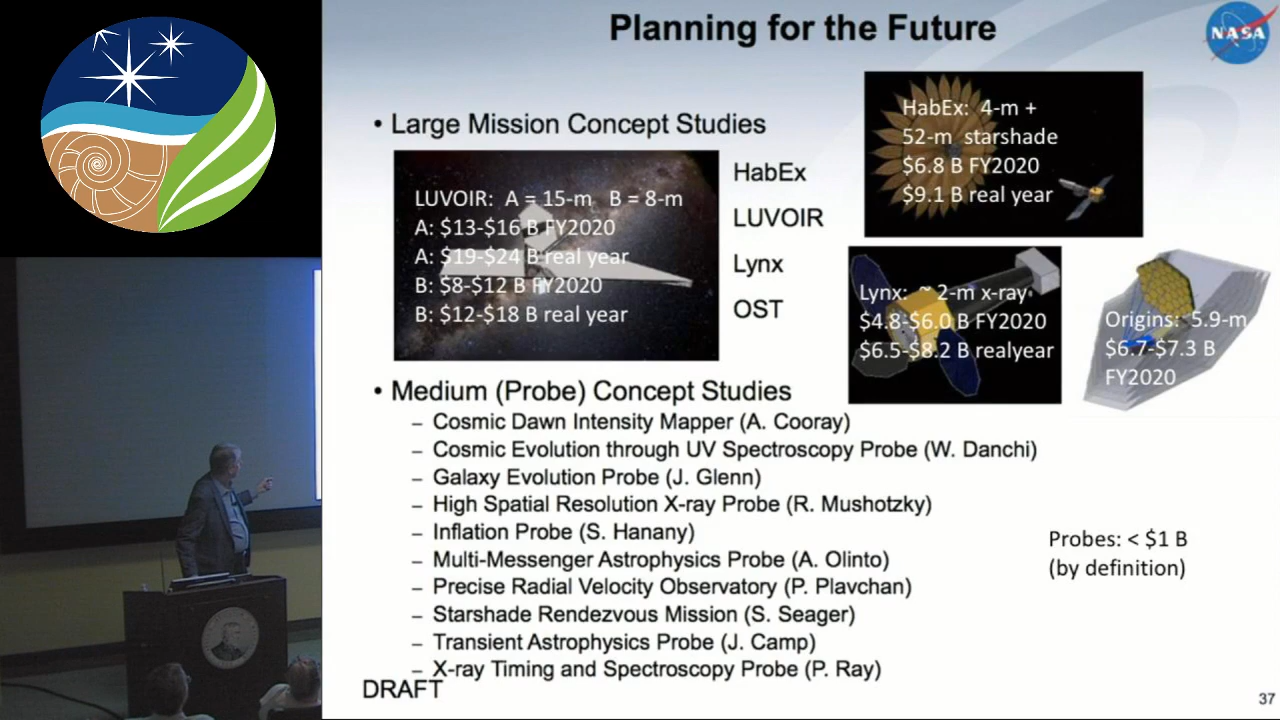 Planning for the Future
NASA
• Large Mission Concept Studies
LUVOIR: A = 15-m B = 8-m
A: $13-$16 B FY2020
A: $19-$24 B real year
B: $8-$12 B FY2020
B: $12-$18 B real year
HabEx
LUVOIR
Lynx
OST
HabEx: 4-m +
52-m starshade
$6.8 B FY2020
$9.1 B real year
Lynx: ~ 2-m x-ray
$4.8-$6.0 B FY2020
$6.5-$8.2 B realyear
Origins: 5.9-m
$6.7-$7.3 B
FY2020
• Medium (Probe) Concept Studies
– Cosmic Dawn Intensity Mapper (A. Cooray)
– Cosmic Evolution through UV Spectroscopy Probe (W. Danchi)
– Galaxy Evolution Probe (J. Glenn)
– High Spatial Resolution X-ray Probe (R. Mushotzky)
– Inflation Probe (S. Hanany)
– Multi-Messenger Astrophysics Probe (A. Olinto)
– Precise Radial Velocity Observatory (P. Plavchan)
– Starshade Rendezvous Mission (S. Seager)
– Transient Astrophysics Probe (J. Camp)
– X-ray Timing and Spectroscopy Probe (P. Ray)
Probes: < $1 B
(by definition)
DRAFT
37